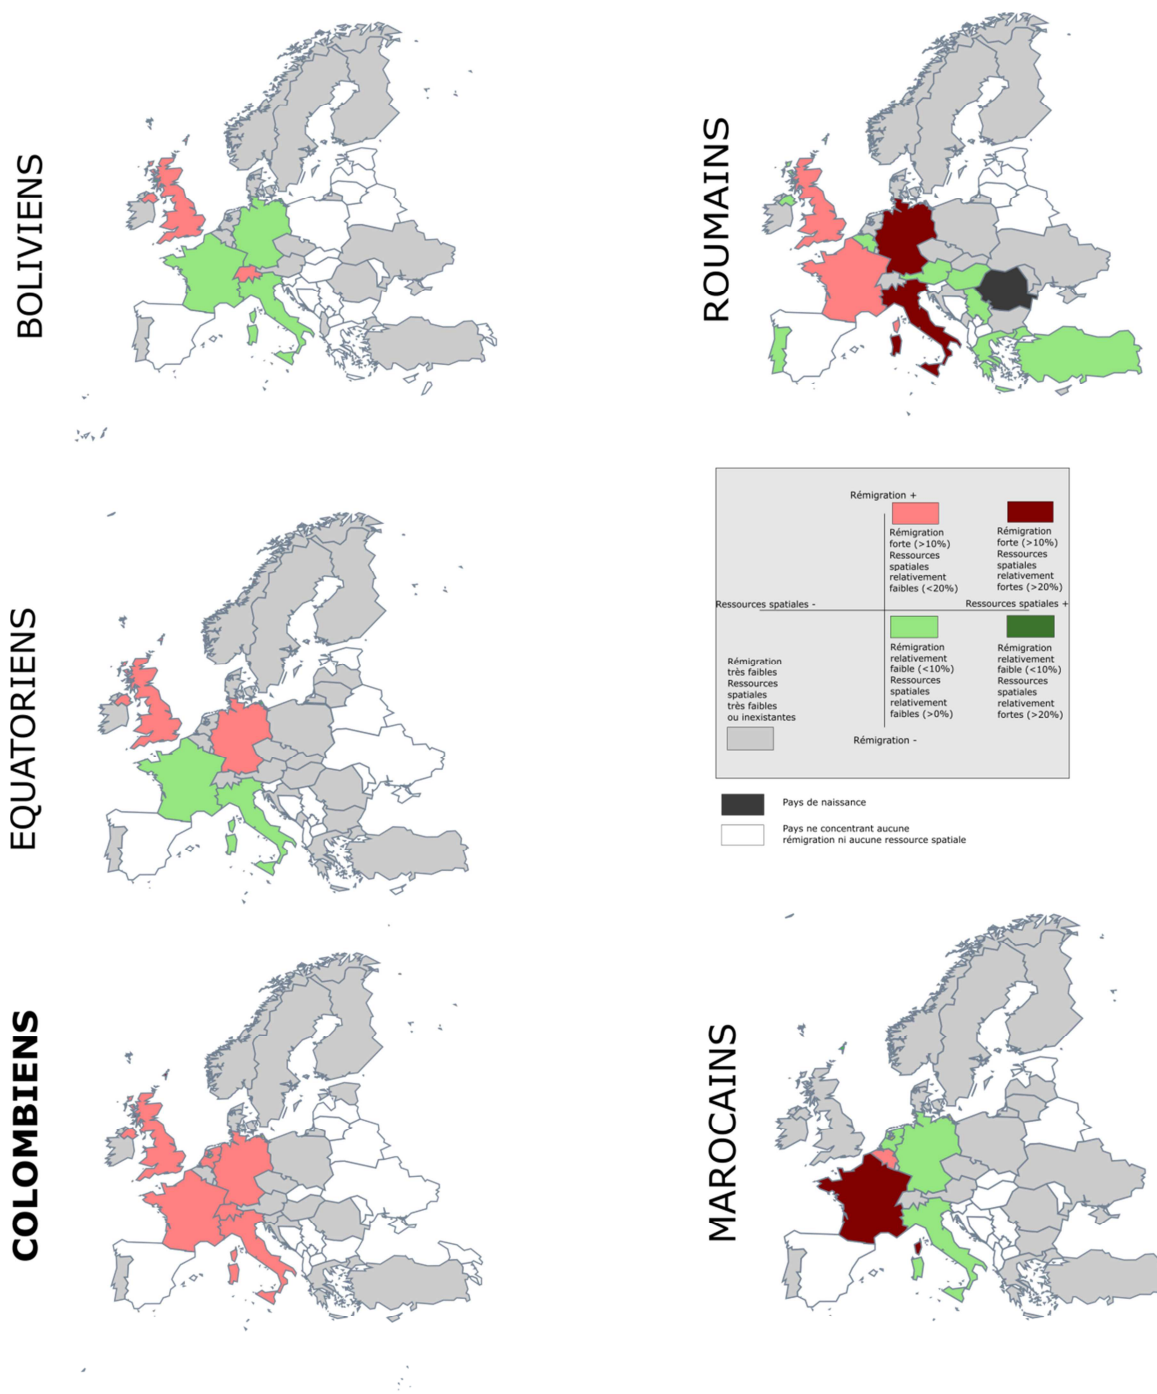 BOLIVIENS
ROUMAINS
Rémigration +
Rémigration
forte (>10%)
Ressources
spatiales
relativement
faibles (<20%)
Rémigration
forte (>10%)
Ressources
spatiales
relativement
fortes (>20%)
Ressources spatiales -
Ressources spatiales +
Rémigration
très faibles
Ressources
spatiales
très faibles
ou inexistantes
Rémigration
relativement
faible (<10%)
Ressources
spatiales
relativement
faibles (>0%)
Rémigration
relativement
faible (<10%)
Ressources
spatiales
relativement
fortes (>20%)
Rémigration -
Pays de naissance
Pays ne concentrant aucune
rémigration ni aucune ressource spatiale
EQUATORIENS
COLOMBIENS
MAROCAINS